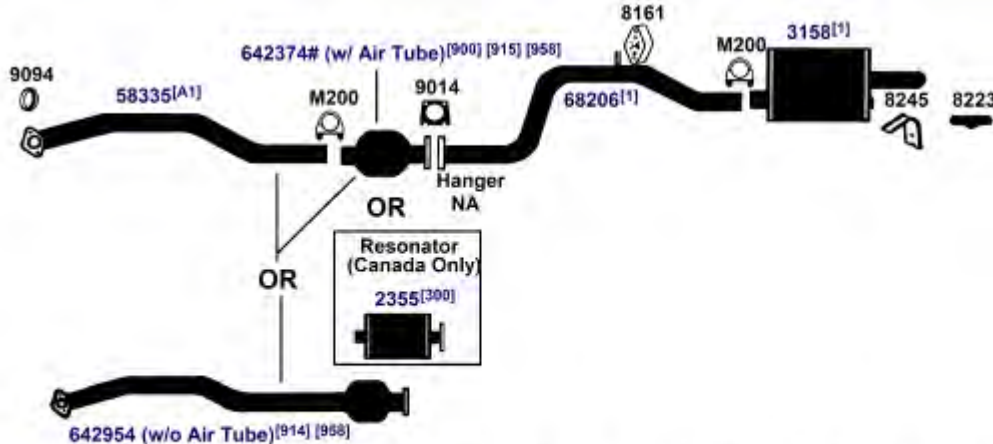 8161
642374# (w/ Air Tube)[900] [915] [958]
M200
3158[1]
9094
58335[A1]
M200
9014
68206[1]
8245
8223
Hanger
NA
OR
Resonator
(Canada Only)
OR
2355[300]
642954 (w/o Air Tube)[914] [958]